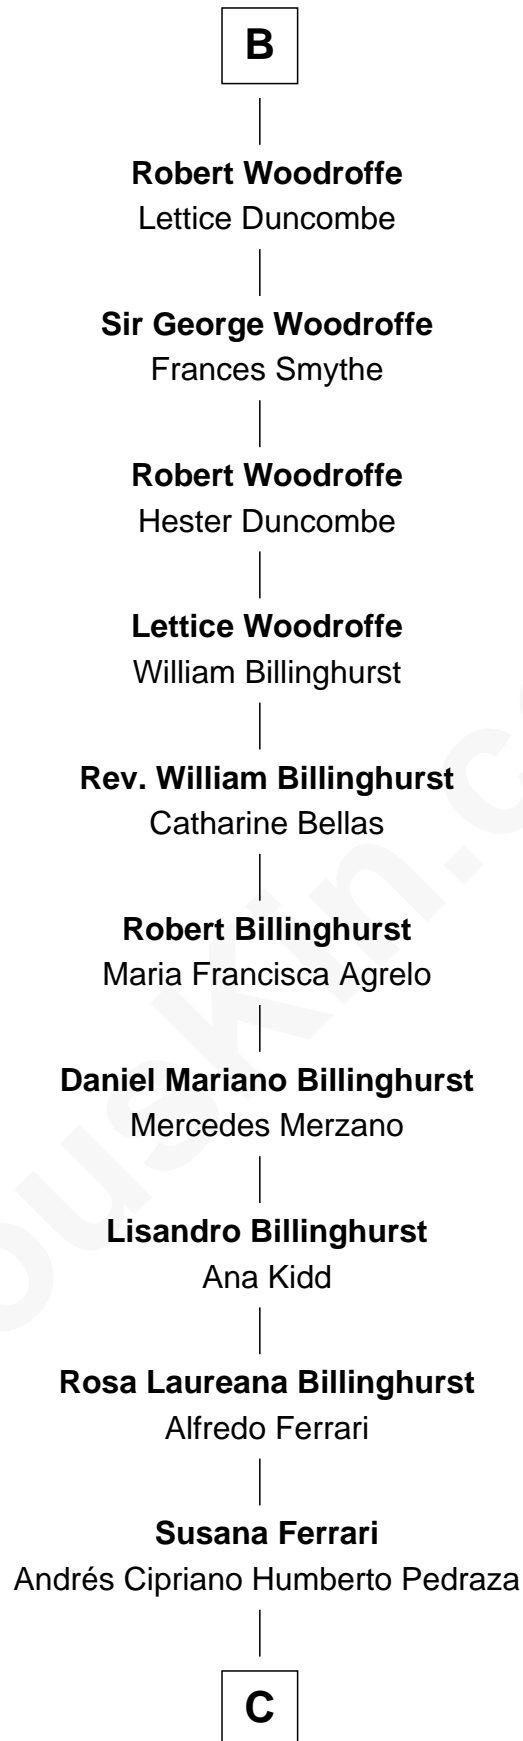 B
Robert Woodroffe
Lettice Duncombe
Sir George Woodroffe
Frances Smythe
Robert Woodroffe
Hester Duncombe
Lettice Woodroffe
William Billinghurst
Rev. William Billinghurst
Catharine Bellas
Robert Billinghurst
Maria Francisca Agrelo
Daniel Mariano Billinghurst
Mercedes Merzano
Lisandro Billinghurst
Ana Kidd
Rosa Laureana Billinghurst
Alfredo Ferrari
Susana Ferrari
Andrés Cipriano Humberto Pedraza
C